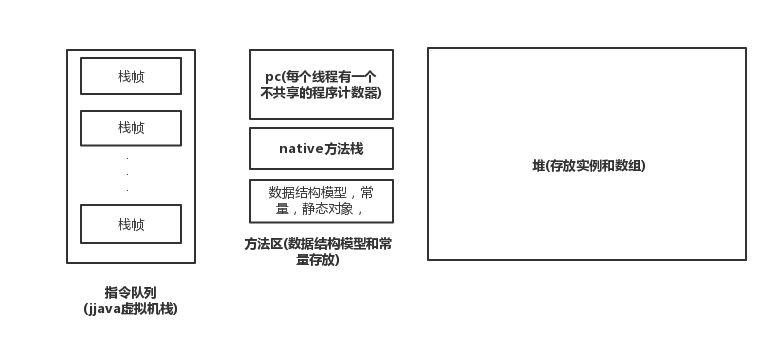 栈帧
栈帧
.
.
.
栈帧
指令队列
(jjava虚拟机栈)
pc(每个线程有一个
不共享的程序计数器)
native方法栈
数据结构模型，常
量，静态对象，
方法区(数据结构模型和常
量存放)
堆(存放实例和数组)